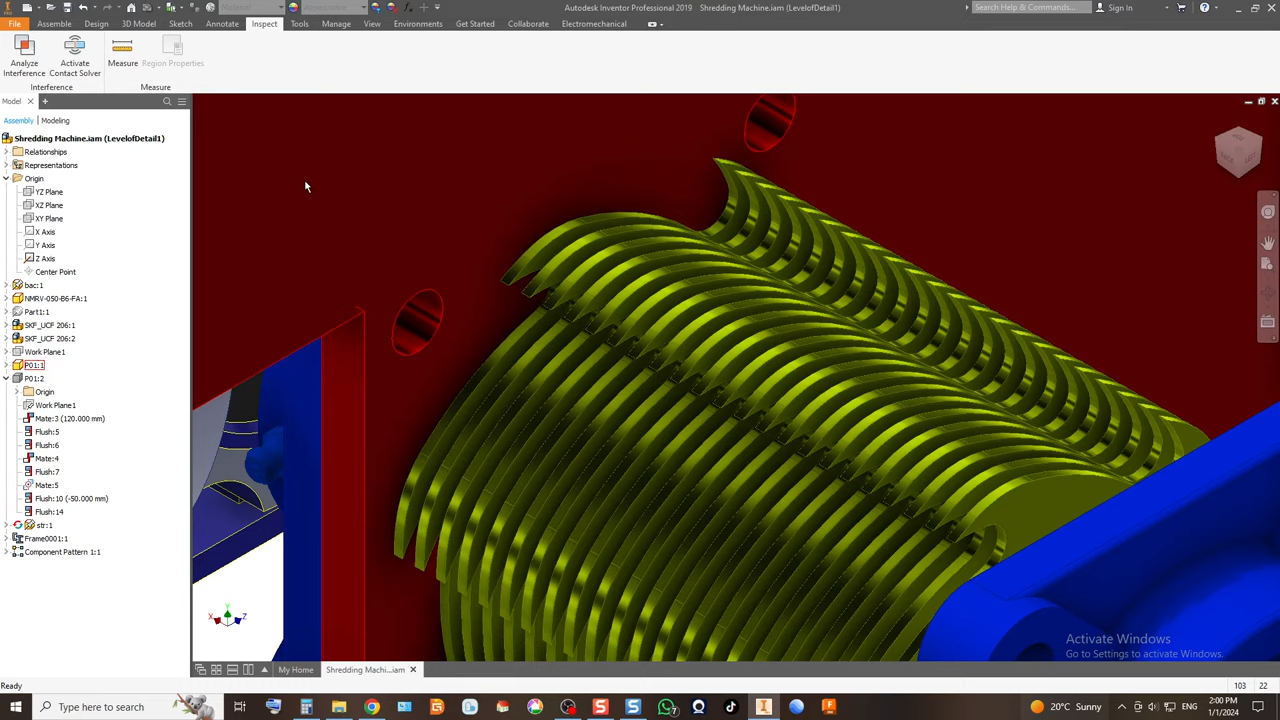 Material
Appearance
Autodesk Inventor Professional 2019 Shredding Machine.iam (LevelofDetail1)
Search Help & Commands...
Sign In
File Assemble Design 3D Model Sketch Annotate Inspect Tools Manage View Environments Get Started Collaborate Electromechanical
Analyze Interference
Activate Contact Solver
Measure
Region Properties
Interference
Measure
Model
Assembly Modeling
Shredding Machine.iam (LevelofDetail1)
Relationships
Representations
Origin
YZ Plane
XZ Plane
XY Plane
X Axis
Y Axis
Z Axis
Center Point
bac:1
NMRV-050-B6-FA:1
Part1:1
SKF_UCF 206:1
SKF_UCF 206:2
Work Plane1
P01:1
P01:2
Origin
Work Plane1
Mate:3 (120.000 mm)
Flush:5
Flush:6
Mate:4
Flush:7
Mate:5
Flush:10 (-50.000 mm)
Flush:14
str:1
Frame0001:1
Component Pattern 1:1
BACK LEFT
X Y Z
Activate Windows
Go to Settings to activate Windows.
My Home
Shredding Machi...iam
Ready
103 22
Type here to search
20°C Sunny
ENG
2:00 PM
1/1/2024